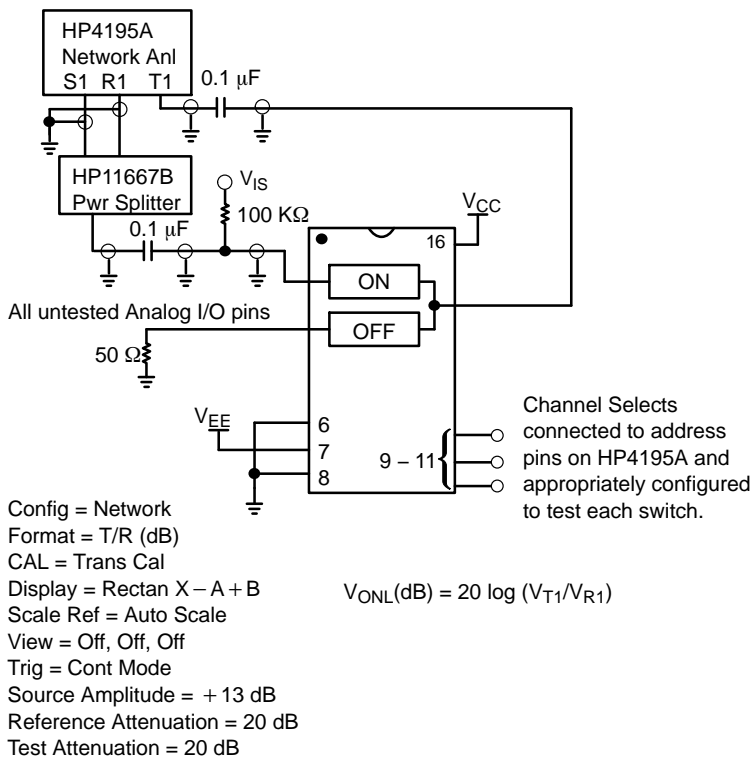 HP4195A
Network Anl
S1 R1 T1
0.1 μF
HP11667B
Pwr Splitter
V_IS
100 KΩ
0.1 μF
V_CC
16
ON
OFF
All untested Analog I/O pins
50 Ω
V_EE
6
7
8
9 – 11
Channel Selects
connected to address
pins on HP4195A and
appropriately configured
to test each switch.
Config = Network
Format = T/R (dB)
CAL = Trans Cal
Display = Rectan X – A + B
Scale Ref = Auto Scale
View = Off, Off, Off
Trig = Cont Mode
Source Amplitude = +13 dB
Reference Attenuation = 20 dB
Test Attenuation = 20 dB
V_ONL(dB) = 20 log (V_T1/V_R1)